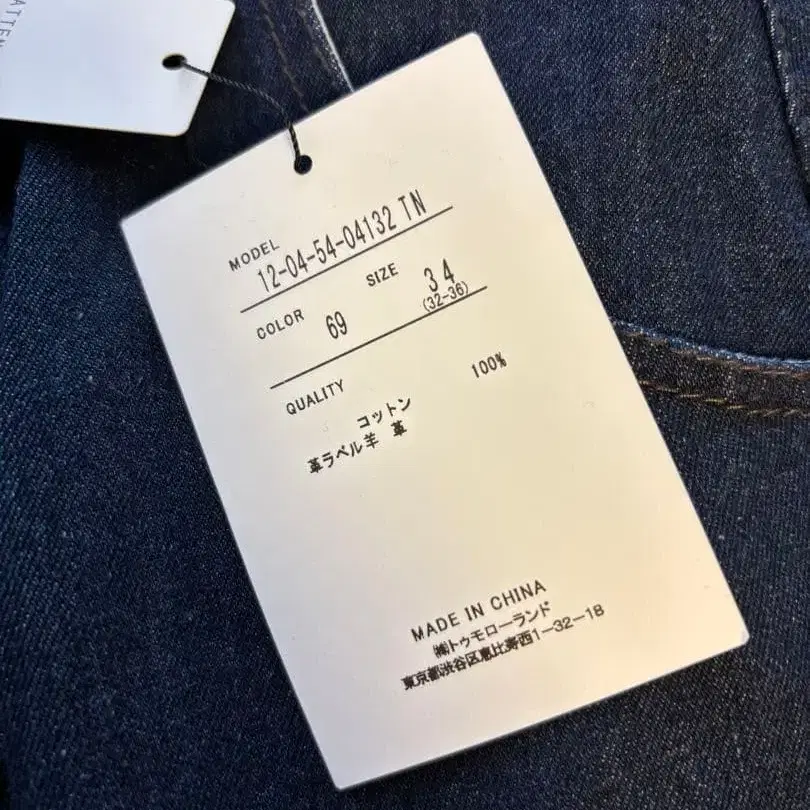 ATTEN
MODEL
12-04-54-04132 TN
COLOR 69 SIZE 34
(32-36)
QUALITY
コットン 100%
革ラベル羊 革
MADE IN CHINA
㈱トゥモローランド
東京都渋谷区恵比寿西1-32-18